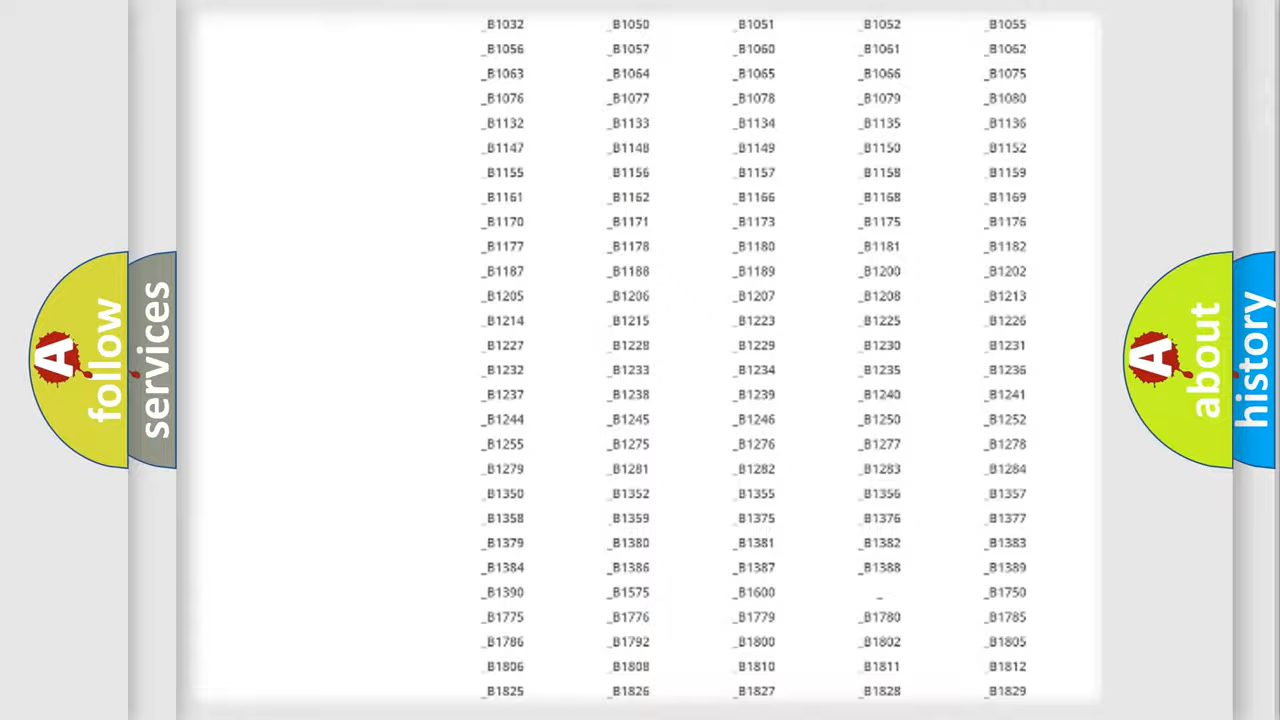 _B1032 _B1050 _B1051 _B1052 _B1055
_B1056 _B1057 _B1060 _B1061 _B1062
_B1063 _B1064 _B1065 _B1066 _B1075
_B1076 _B1077 _B1078 _B1079 _B1080
_B1132 _B1133 _B1134 _B1135 _B1136
_B1147 _B1148 _B1149 _B1150 _B1152
_B1155 _B1156 _B1157 _B1158 _B1159
_B1161 _B1162 _B1166 _B1168 _B1169
_B1170 _B1171 _B1173 _B1175 _B1176
_B1177 _B1178 _B1180 _B1181 _B1182
_B1187 _B1188 _B1189 _B1200 _B1202
_B1205 _B1206 _B1207 _B1208 _B1213
_B1214 _B1215 _B1223 _B1225 _B1226
_B1227 _B1228 _B1229 _B1230 _B1231
_B1232 _B1233 _B1234 _B1235 _B1236
_B1237 _B1238 _B1239 _B1240 _B1241
_B1244 _B1245 _B1246 _B1250 _B1252
_B1255 _B1275 _B1276 _B1277 _B1278
_B1279 _B1281 _B1282 _B1283 _B1284
_B1350 _B1352 _B1355 _B1356 _B1357
_B1358 _B1359 _B1375 _B1376 _B1377
_B1379 _B1380 _B1381 _B1382 _B1383
_B1384 _B1386 _B1387 _B1388 _B1389
_B1390 _B1575 _B1600 _ _B1750
_B1775 _B1776 _B1779 _B1780 _B1785
_B1786 _B1792 _B1800 _B1802 _B1805
_B1806 _B1808 _B1810 _B1811 _B1812
_B1825 _B1826 _B1827 _B1828 _B1829
A
follow
services
A
about
history